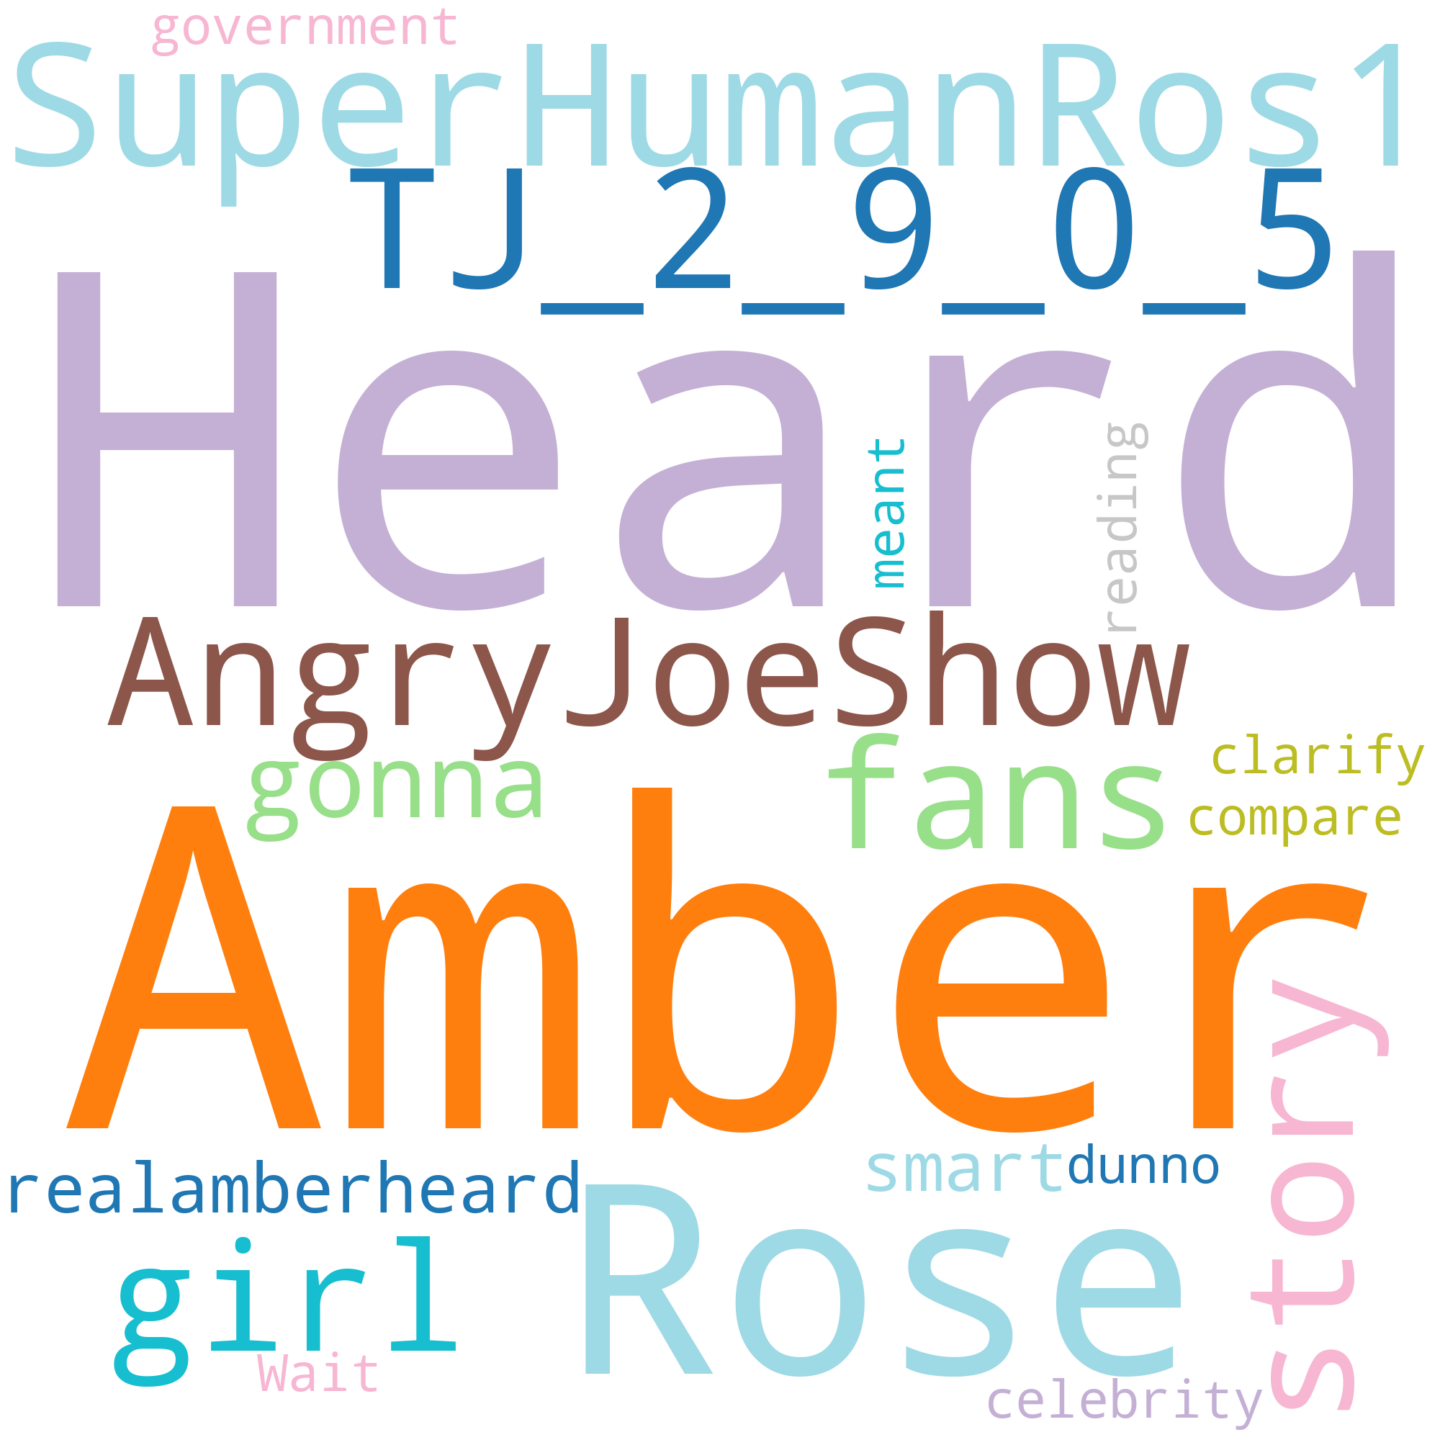 government
SuperHumanRos1
TJ_2_9_0_5
Heard
meant
reading
AngryJoeShow
gonna
fans
clarify
compare
Amber
story
realamberheard
smart
dunno
girl
Rose
Wait
celebrity